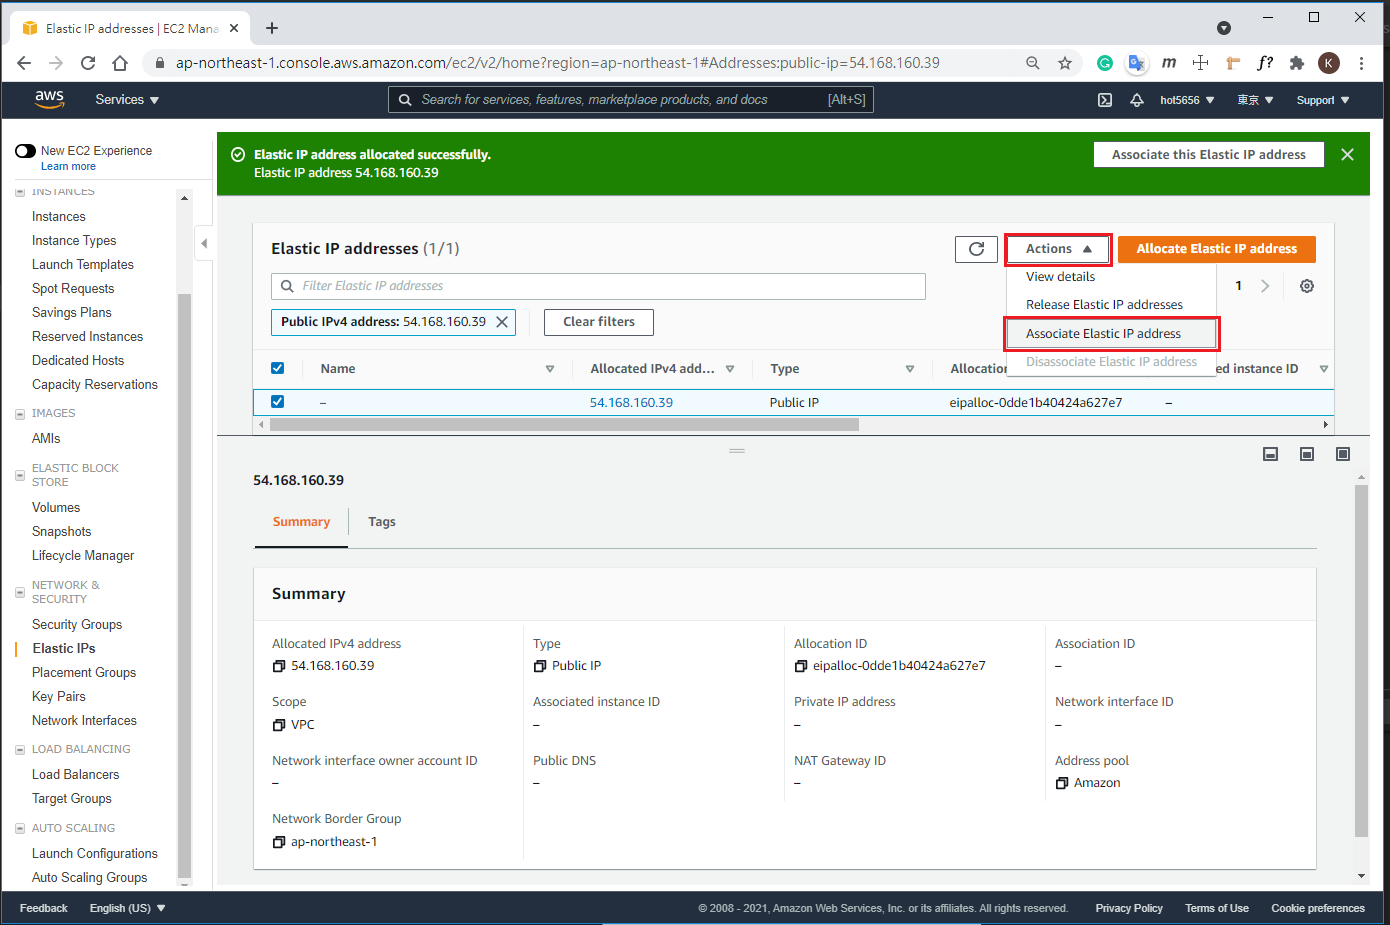 Elastic IP addresses | EC2 Mana
ap-northeast-1.console.aws.amazon.com/ec2/v2/home?region=ap-northeast-1#Addresses:public-ip=54.168.160.39
m
f?
K
aws
Services
Search for services, features, marketplace products, and docs
[Alt+S]
hot5656
東京
Support
New EC2 Experience
Learn more
INSTANCES
Instances
Instance Types
Launch Templates
Spot Requests
Savings Plans
Reserved Instances
Dedicated Hosts
Capacity Reservations
IMAGES
AMIs
ELASTIC BLOCK
STORE
Volumes
Snapshots
Lifecycle Manager
NETWORK &
SECURITY
Security Groups
Elastic IPs
Placement Groups
Key Pairs
Network Interfaces
LOAD BALANCING
Load Balancers
Target Groups
AUTO SCALING
Launch Configurations
Auto Scaling Groups
Elastic IP address allocated successfully.
Elastic IP address 54.168.160.39
Associate this Elastic IP address
Elastic IP addresses (1/1)
Actions
Allocate Elastic IP address
View details
Release Elastic IP addresses
Associate Elastic IP address
Disassociate Elastic IP address
Filter Elastic IP addresses
1
Public IPv4 address: 54.168.160.39
Clear filters
Name
Allocated IPv4 add...
Type
Allocation
ed instance ID
–
54.168.160.39
Public IP
eipalloc-0dde1b40424a627e7
–
54.168.160.39
Summary
Tags
Summary
Allocated IPv4 address
54.168.160.39
Type
Public IP
Allocation ID
eipalloc-0dde1b40424a627e7
Association ID
–
Scope
VPC
Associated instance ID
–
Private IP address
–
Network interface ID
–
Network interface owner account ID
–
Public DNS
–
NAT Gateway ID
–
Address pool
Amazon
Network Border Group
ap-northeast-1
Feedback
English (US)
© 2008 - 2021, Amazon Web Services, Inc. or its affiliates. All rights reserved.
Privacy Policy
Terms of Use
Cookie preferences